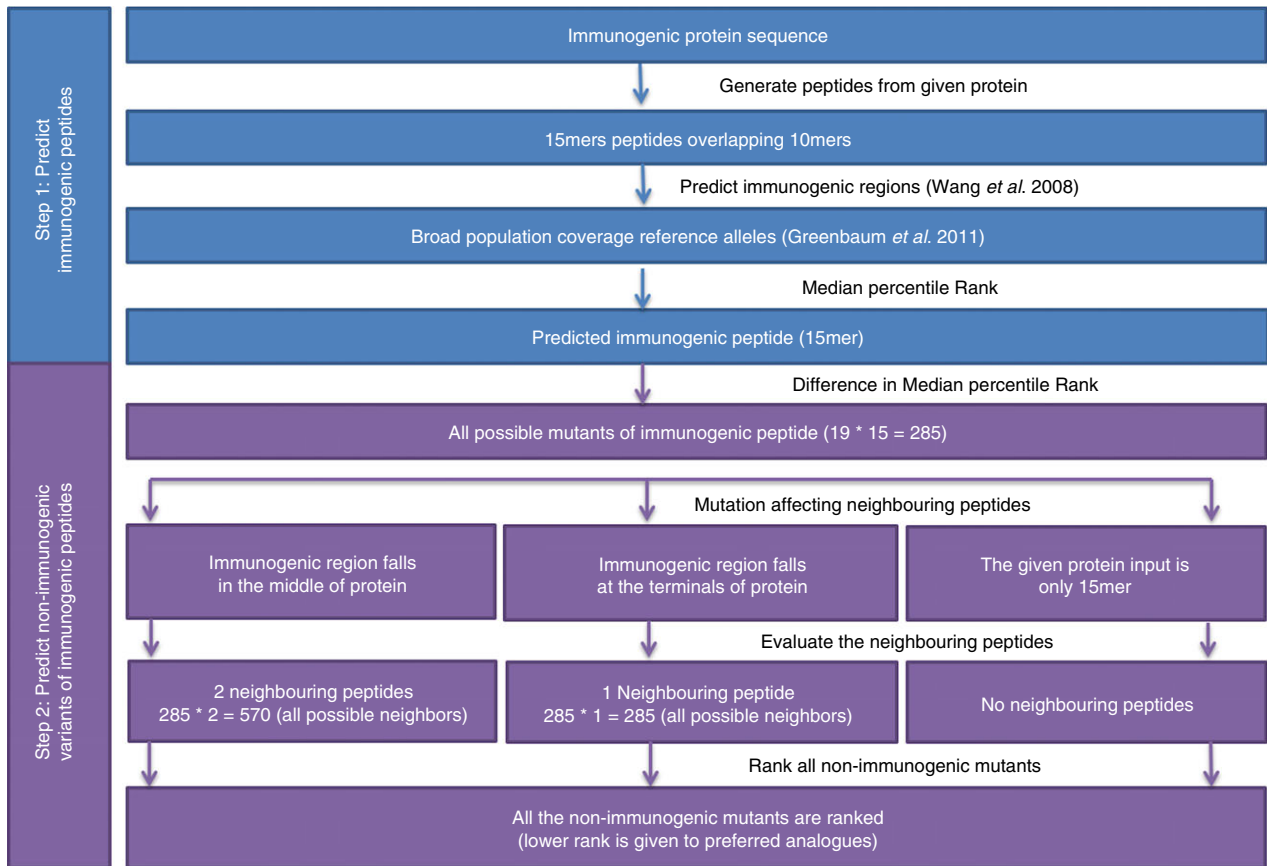 Step 1: Predict
immunogenic peptides
Immunogenic protein sequence
Generate peptides from given protein
15mers peptides overlapping 10mers
Predict immunogenic regions (Wang et al. 2008)
Broad population coverage reference alleles (Greenbaum et al. 2011)
Median percentile Rank
Predicted immunogenic peptide (15mer)
Step 2: Predict non-immunogenic
variants of immunogenic peptides
Difference in Median percentile Rank
All possible mutants of immunogenic peptide (19 * 15 = 285)
Mutation affecting neighbouring peptides
Immunogenic region falls
in the middle of protein
Immunogenic region falls
at the terminals of protein
The given protein input is
only 15mer
Evaluate the neighbouring peptides
2 neighbouring peptides
285 * 2 = 570 (all possible neighbors)
1 Neighbouring peptide
285 * 1 = 285 (all possible neighbors)
No neighbouring peptides
Rank all non-immunogenic mutants
All the non-immunogenic mutants are ranked
(lower rank is given to preferred analogues)